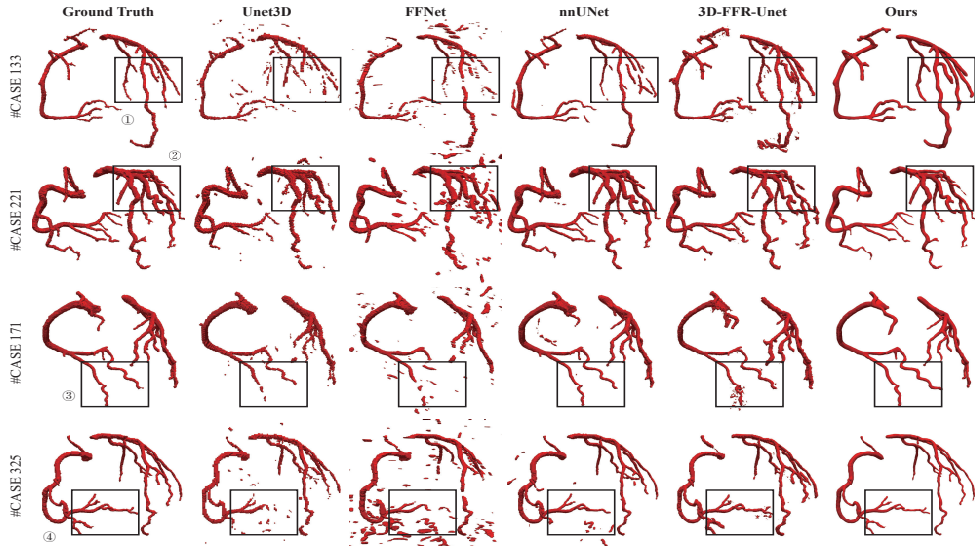 Ground Truth Unet3D FFNet nnUNet 3D-FFR-Unet Ours
#CASE 133
①
②
#CASE 221
#CASE 171
③
#CASE 325
④